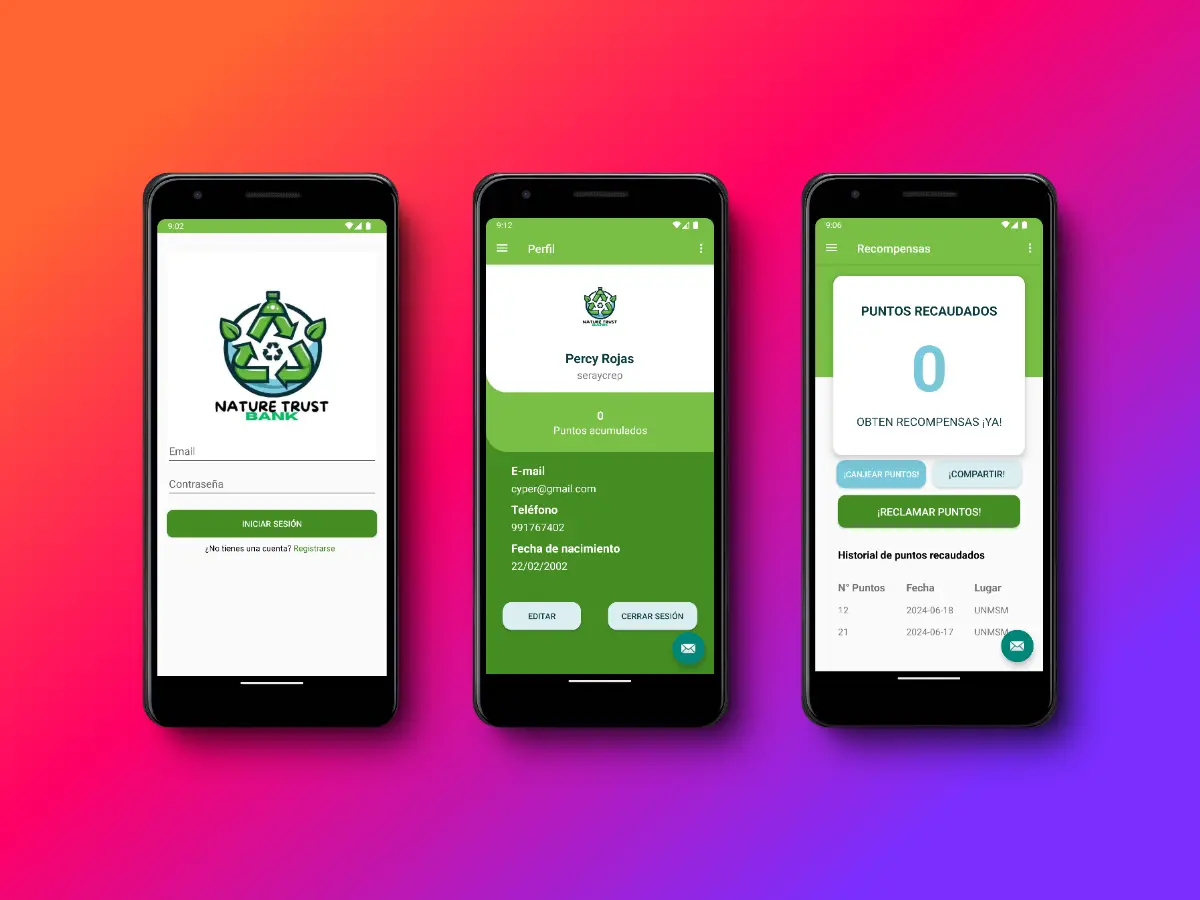 9:02
NATURE TRUST
BANK
Email
Contraseña
INICIAR SESIÓN
¿No tienes una cuenta? Registrarse
9:12
Perfil
NATURE TRUST
BANK
Percy Rojas
seraycrep
0
Puntos acumulados
E-mail
cyper@gmail.com
Teléfono
991767402
Fecha de nacimiento
22/02/2002
EDITAR
CERRAR SESIÓN
9:06
Recompensas
PUNTOS RECAUDADOS
0
OBTEN RECOMPENSAS ¡YA!
¡CANJEAR PUNTOS!
¡COMPARTIR!
¡RECLAMAR PUNTOS!
Historial de puntos recaudados
N° Puntos Fecha Lugar
12 2024-06-18 UNMSM
21 2024-06-17 UNMSM